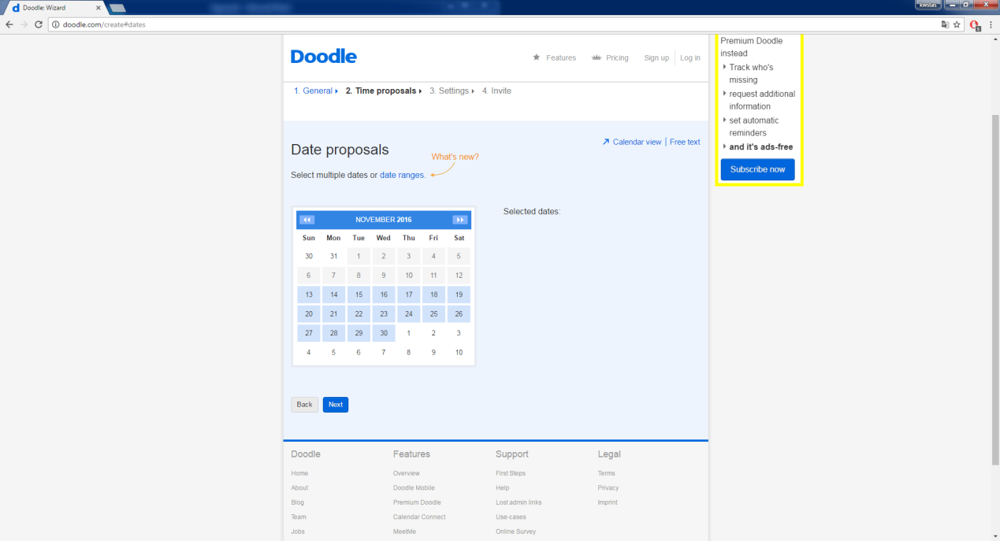 Doodle: Wizard
kwstas
doodle.com/create#dates
Doodle
Features
Pricing
Sign up
Log in
1. General
2. Time proposals
3. Settings
4. Invite
Premium Doodle
instead
Track who's
missing
request additional
information
set automatic
reminders
and it's ads-free
Subscribe now
Date proposals
Calendar view | Free text
What's new?
Select multiple dates or date ranges.
NOVEMBER 2016
Sun Mon Tue Wed Thu Fri Sat
30 31 1 2 3 4 5
6 7 8 9 10 11 12
13 14 15 16 17 18 19
20 21 22 23 24 25 26
27 28 29 30 1 2 3
4 5 6 7 8 9 10
Selected dates:
Back
Next
Doodle
Home
About
Blog
Team
Jobs
Features
Overview
Doodle Mobile
Premium Doodle
Calendar Connect
MeetMe
Support
First Steps
Help
Lost admin links
Use-cases
Online Survey
Legal
Terms
Privacy
Imprint